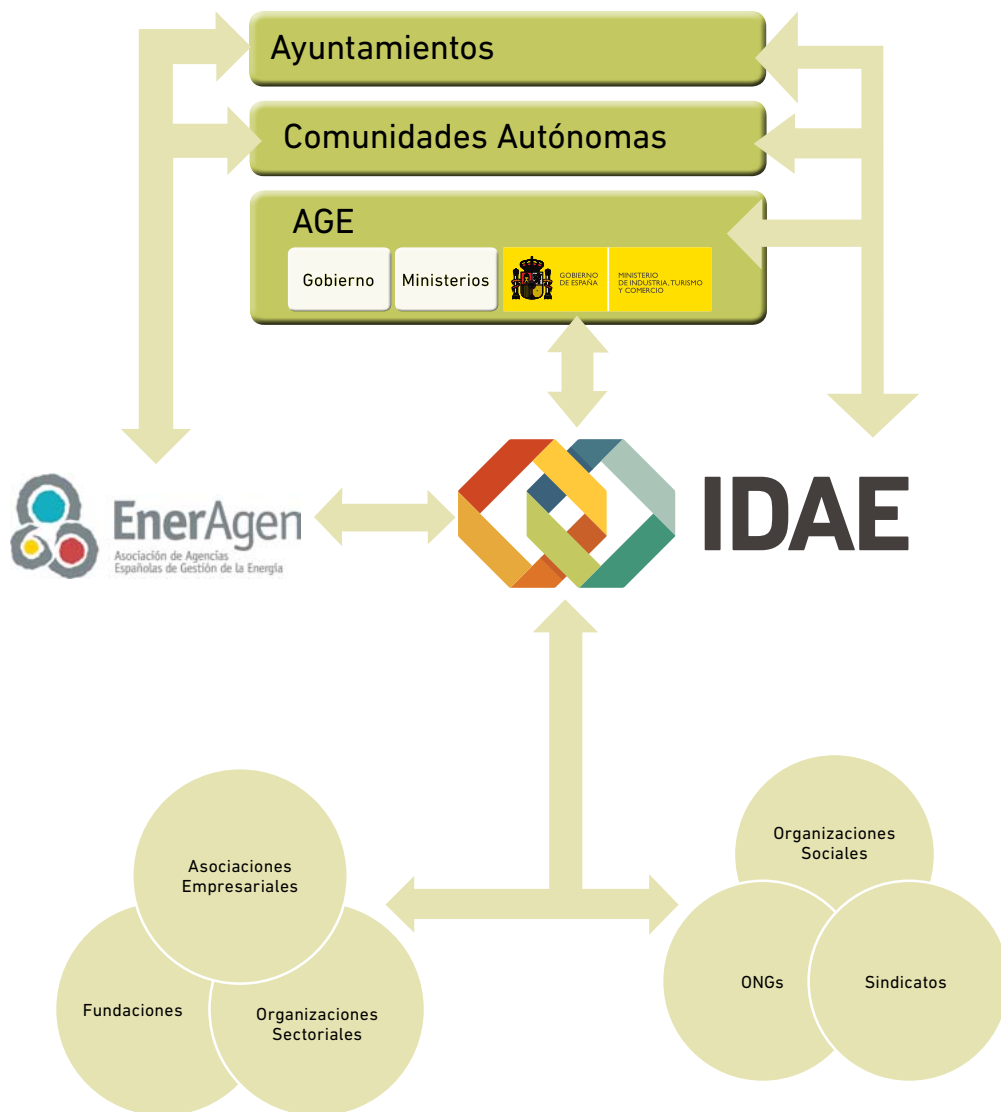 Ayuntamientos
Comunidades Autónomas
AGE
Gobierno
Ministerios
GOBIERNO
DE ESPAÑA
MINISTERIO
DE INDUSTRIA, TURISMO
Y COMERCIO
EnerAgen
Asociación de Agencias
Españolas de Gestión de la Energía
IDAE
Asociaciones
Empresariales
Fundaciones
Organizaciones
Sectoriales
Organizaciones
Sociales
ONGs
Sindicatos